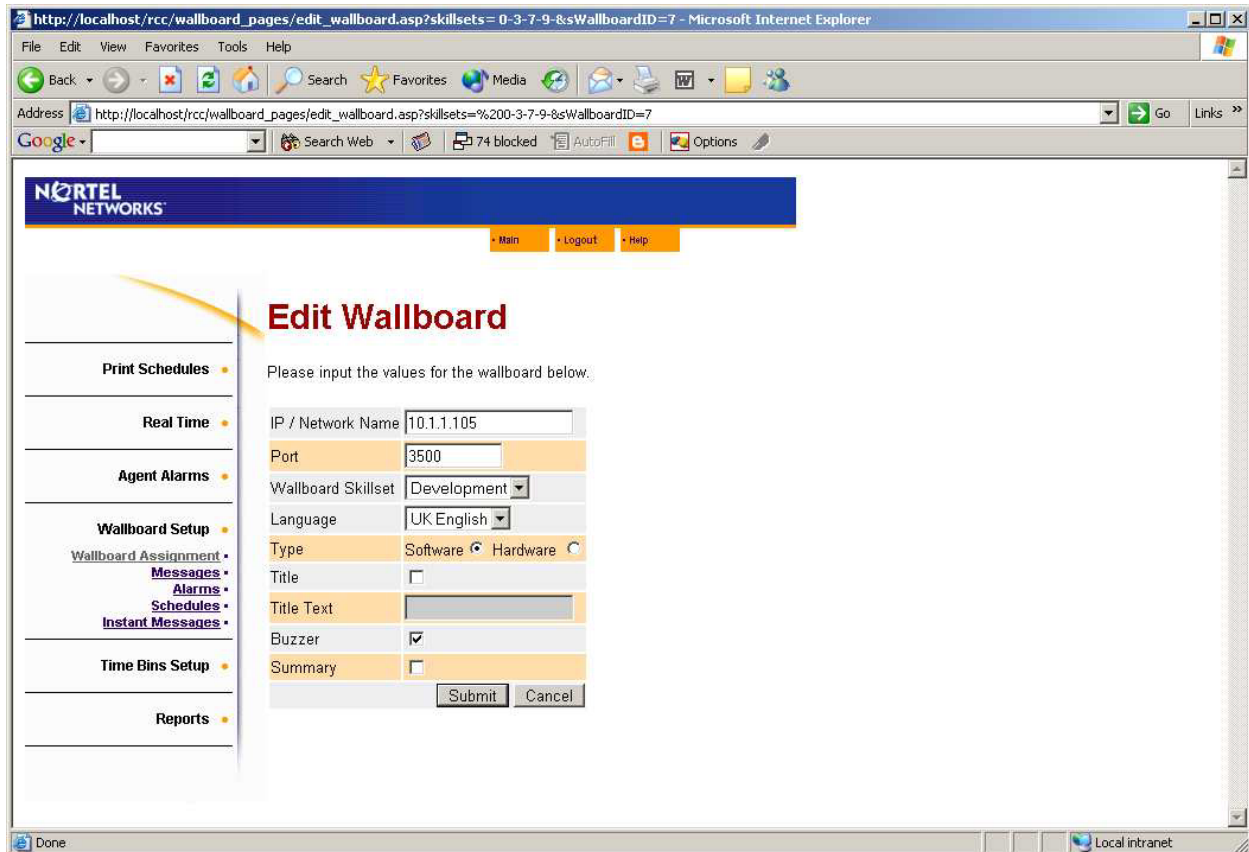 http://localhost/rcc/wallboard_pages/edit_wallboard.asp?skillsets= 0-3-7-9-&sWallboardID=7 - Microsoft Internet Explorer
File Edit View Favorites Tools Help
Back Search Favorites Media
Address http://localhost/rcc/wallboard_pages/edit_wallboard.asp?skillsets=%200-3-7-9-&sWallboardID=7 Go Links »
Google Search Web 74 blocked AutoFill Options
NORTEL
NETWORKS
• Main • Logout • Help
Edit Wallboard
Please input the values for the wallboard below.
Print Schedules
Real Time
Agent Alarms
Wallboard Setup
Wallboard Assignment
Messages
Alarms
Schedules
Instant Messages
Time Bins Setup
Reports
IP / Network Name 10.1.1.105
Port 3500
Wallboard Skillset Development
Language UK English
Type Software Hardware
Title
Title Text
Buzzer
Summary
Submit Cancel
Done Local intranet